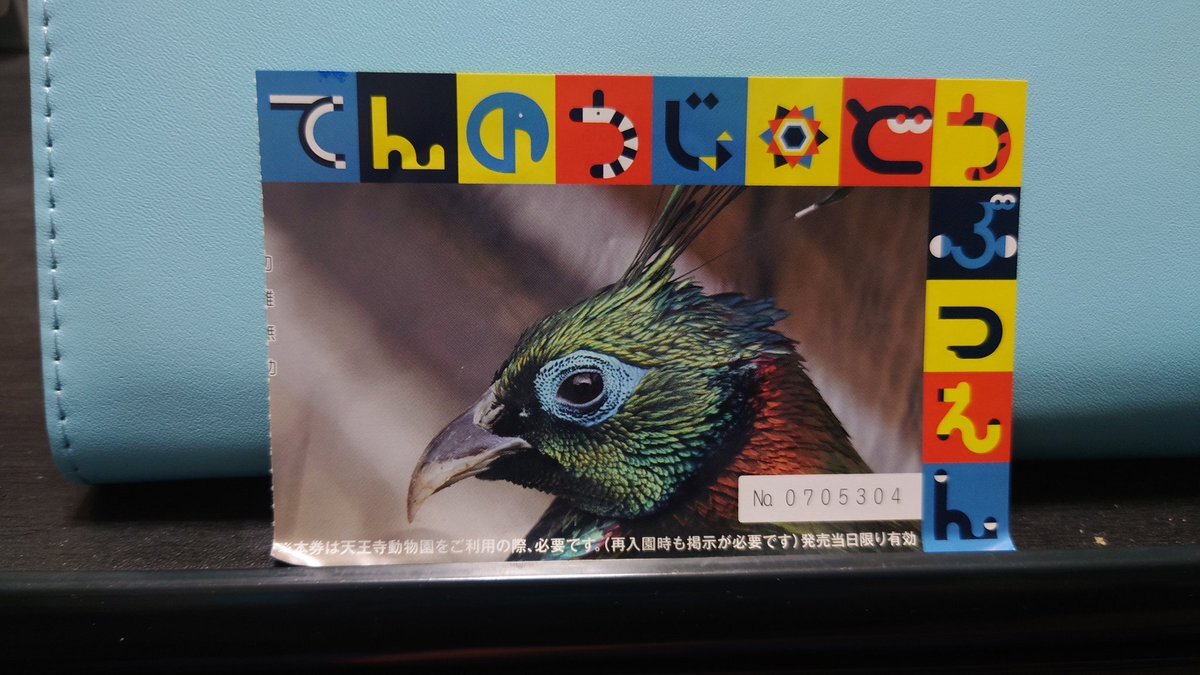 てんのうじ
どうぶつえん
No. 0705304
※本券は天王寺動物園をご利用の際、必要です。(再入園時も掲示が必要です)発売当日限り有効